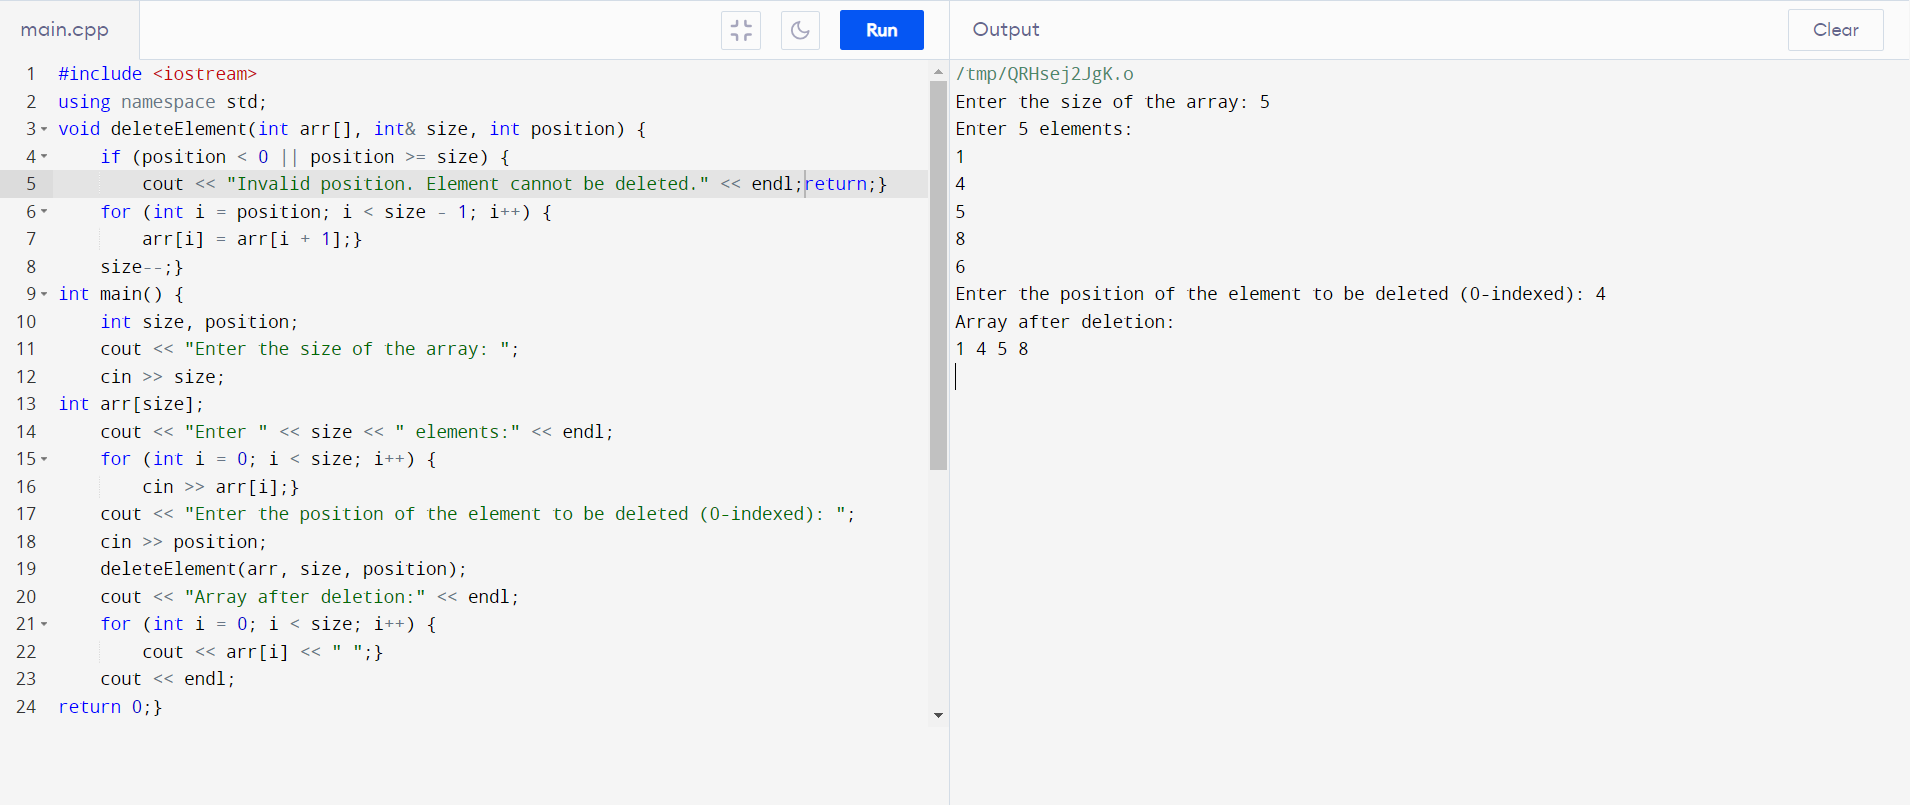 main.cpp
Run
Output
Clear
1 #include <iostream>
2 using namespace std;
3 void deleteElement(int arr[], int& size, int position) {
4     if (position < 0 || position >= size) {
5         cout << "Invalid position. Element cannot be deleted." << endl;return;}
6     for (int i = position; i < size - 1; i++) {
7         arr[i] = arr[i + 1];}
8     size--;}
9 int main() {
10     int size, position;
11     cout << "Enter the size of the array: ";
12     cin >> size;
13 int arr[size];
14     cout << "Enter " << size << " elements:" << endl;
15     for (int i = 0; i < size; i++) {
16         cin >> arr[i];}
17     cout << "Enter the position of the element to be deleted (0-indexed): ";
18     cin >> position;
19     deleteElement(arr, size, position);
20     cout << "Array after deletion:" << endl;
21     for (int i = 0; i < size; i++) {
22         cout << arr[i] << " ";}
23     cout << endl;
24 return 0;}
/tmp/QRHsej2JgK.o
Enter the size of the array: 5
Enter 5 elements:
1
4
5
8
6
Enter the position of the element to be deleted (0-indexed): 4
Array after deletion:
1 4 5 8